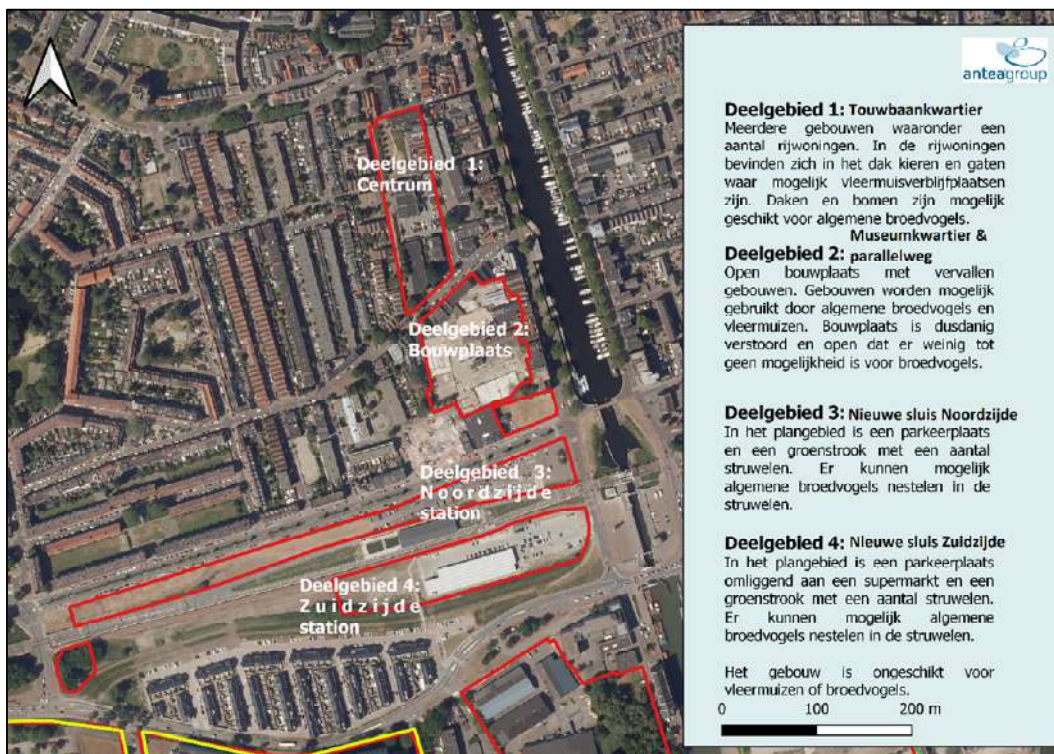 Deelgebied 1:
Centrum
Deelgebied 2:
Bouwplaats
Deelgebied 3:
Noordzijde
station
Deelgebied 4:
Zuidzijde
station
anteagroup
Deelgebied 1: Touwbaankwartier
Meerdere gebouwen waaronder een
aantal rijwoningen. In de rijwoningen
bevinden zich in het dak kieren en gaten
waar mogelijk vleermuisverblijfplaatsen
zijn. Daken en bomen zijn mogelijk
geschikt voor algemene broedvogels.
Museumkwartier &
Deelgebied 2: parallelweg
Open bouwplaats met vervallen
gebouwen. Gebouwen worden mogelijk
gebruikt door algemene broedvogels en
vleermuizen. Bouwplaats is dusdanig
verstoord en open dat er weinig tot
geen mogelijkheid is voor broedvogels.
Deelgebied 3: Nieuwe sluis Noordzijde
In het plangebied is een parkeerplaats
en een groenstrook met een aantal
struwelen. Er kunnen mogelijk
algemene broedvogels nestelen in de
struwelen.
Deelgebied 4: Nieuwe sluis Zuidzijde
In het plangebied is een parkeerplaats
omliggend aan een supermarkt en een
groenstrook met een aantal struwelen.
Er kunnen mogelijk algemene
broedvogels nestelen in de struwelen.
Het gebouw is ongeschikt voor
vleermuizen of broedvogels.
0 100 200 m